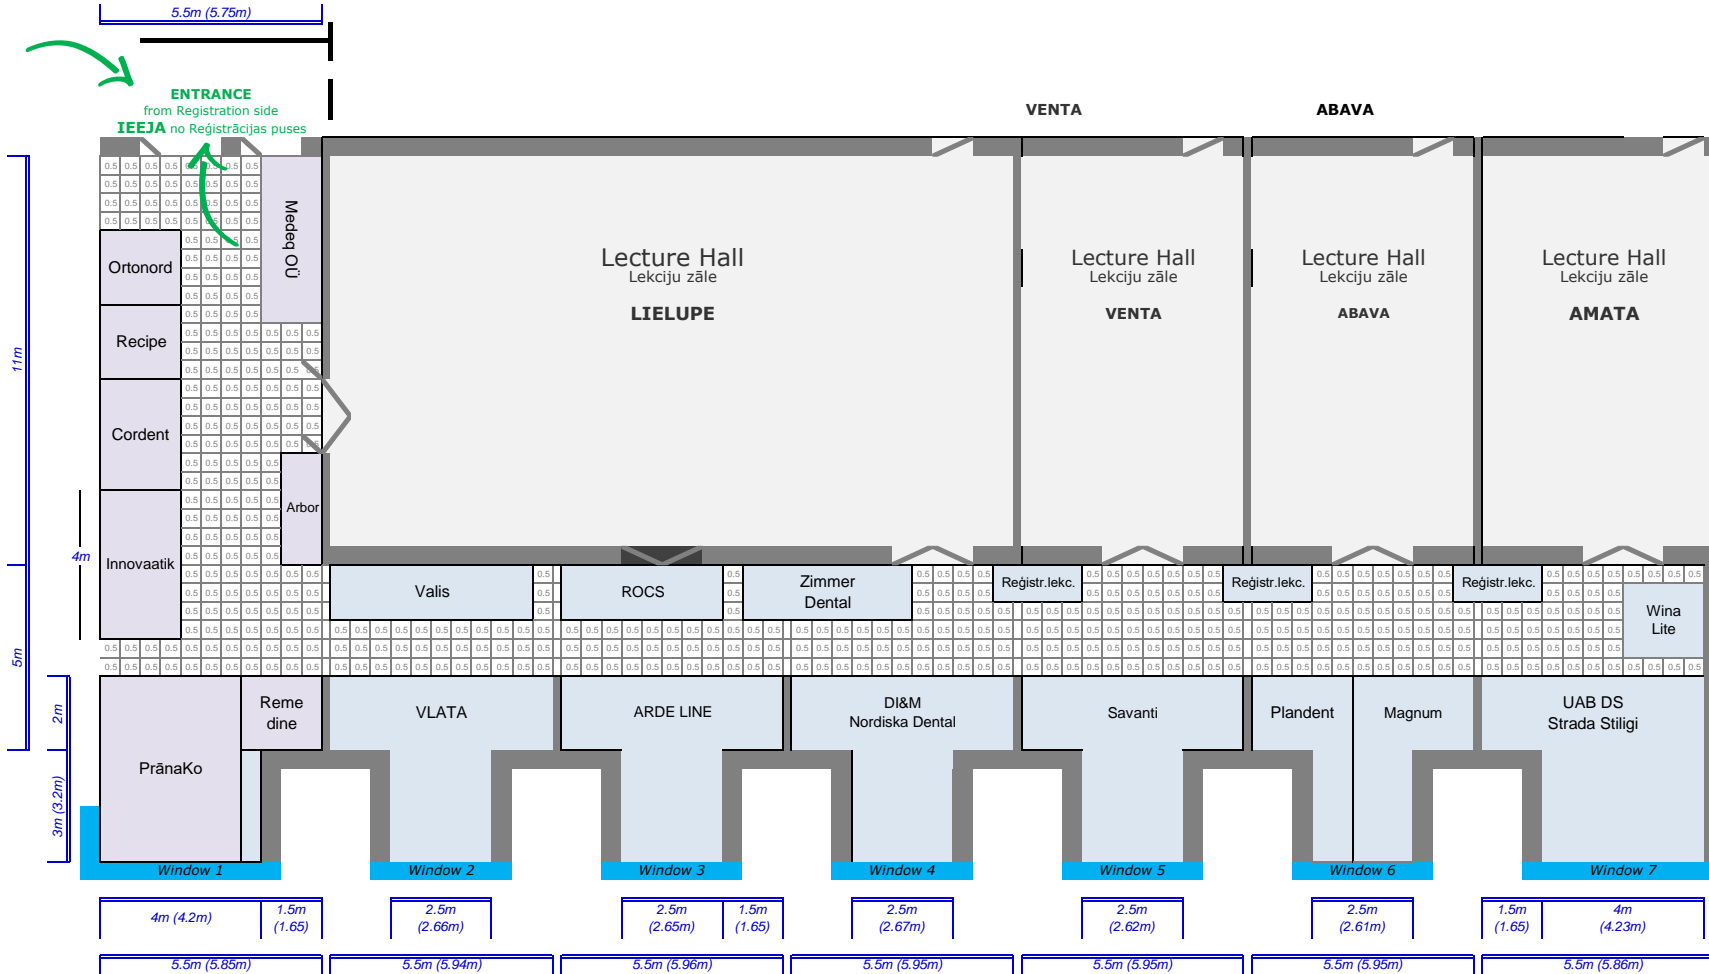 5.5m (5.75m)
ENTRANCE
from Registration side
IEEJA no Reģistrācijas puses
VENTA
ABAVA
Medeq OÜ
Ortonord
Recipe
Cordent
Innovaatik
Arbor
11m
4m
5m
2m
3m (3.2m)
Lecture Hall
Lekciju zāle
LIELUPE
Lecture Hall
Lekciju zāle
VENTA
Lecture Hall
Lekciju zāle
ABAVA
Lecture Hall
Lekciju zāle
AMATA
Valis
ROCS
Zimmer
Dental
Reģistr.lekc.
Reģistr.lekc.
Reģistr.lekc.
Wina
Lite
PrānaKo
Reme
dine
VLATA
ARDE LINE
DI&M
Nordiska Dental
Savanti
Plandent
Magnum
UAB DS
Strada Stiligi
Window 1
Window 2
Window 3
Window 4
Window 5
Window 6
Window 7
4m (4.2m)
1.5m
(1.65)
2.5m
(2.66m)
2.5m
(2.65m)
1.5m
(1.65)
2.5m
(2.67m)
2.5m
(2.62m)
2.5m
(2.61m)
1.5m
(1.65)
4m
(4.23m)
5.5m (5.85m)
5.5m (5.94m)
5.5m (5.96m)
5.5m (5.95m)
5.5m (5.95m)
5.5m (5.95m)
5.5m (5.86m)